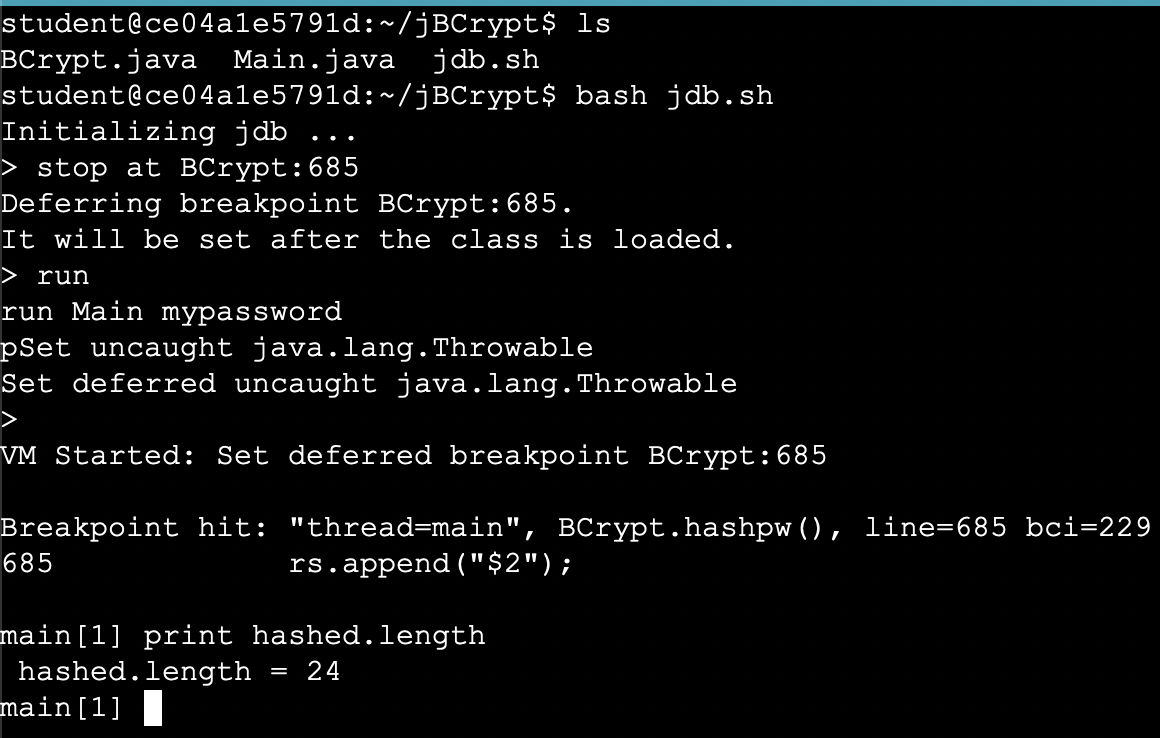 student@ce04a1e5791d:~/jBCrypt$ ls
BCrypt.java  Main.java  jdb.sh
student@ce04a1e5791d:~/jBCrypt$ bash jdb.sh
Initializing jdb ...
> stop at BCrypt:685
Deferring breakpoint BCrypt:685.
It will be set after the class is loaded.
> run
run Main mypassword
pSet uncaught java.lang.Throwable
Set deferred uncaught java.lang.Throwable
>
VM Started: Set deferred breakpoint BCrypt:685
Breakpoint hit: "thread=main", BCrypt.hashpw(), line=685 bci=229
685             rs.append("$2");
main[1] print hashed.length
 hashed.length = 24
main[1]